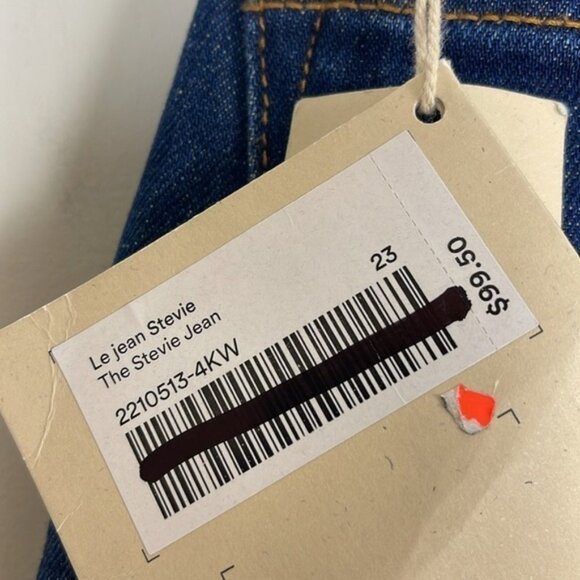 Le jean Stevie
The Stevie Jean
2210513-4KW
23
$99.50